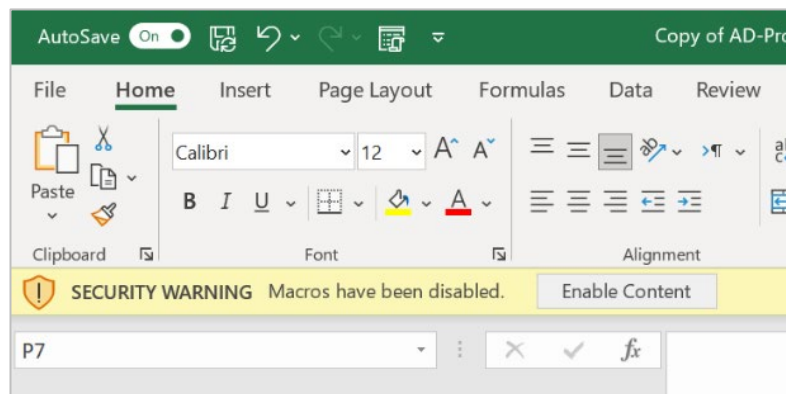 AutoSave On Copy of AD-Pro
File Home Insert Page Layout Formulas Data Review
Calibri 12 A A
ab
Paste
B I U A
Clipboard Font Alignment
SECURITY WARNING Macros have been disabled. Enable Content
P7 fx